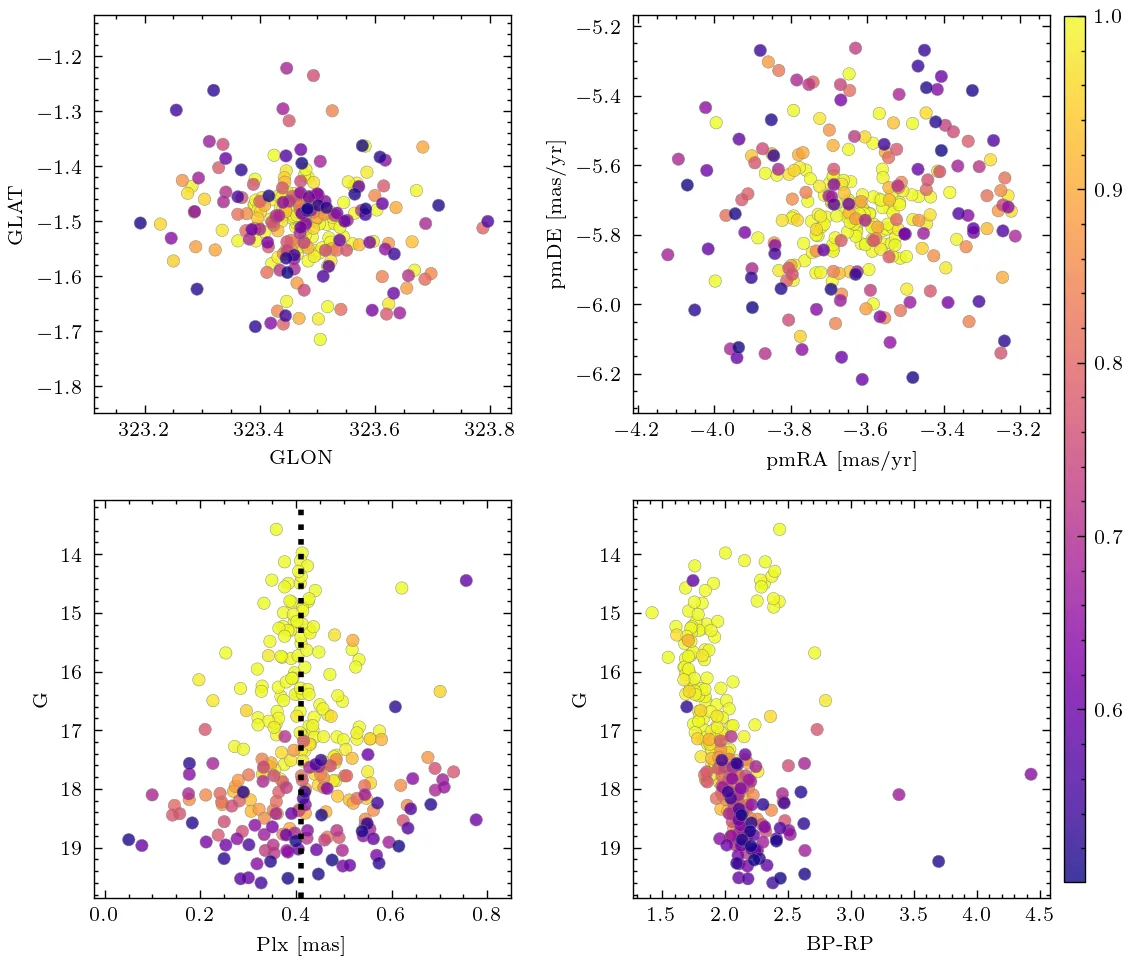 −1.2
−1.3
−1.4
−1.5
−1.6
−1.7
−1.8
GLAT
323.2 323.4 323.6 323.8
GLON
−5.2
−5.4
−5.6
−5.8
−6.0
−6.2
pmDE [mas/yr]
−4.2 −4.0 −3.8 −3.6 −3.4 −3.2
pmRA [mas/yr]
1.0
0.9
0.8
0.7
0.6
14
15
16
17
18
19
G
0.0 0.2 0.4 0.6 0.8
Plx [mas]
14
15
16
17
18
19
G
1.5 2.0 2.5 3.0 3.5 4.0 4.5
BP-RP